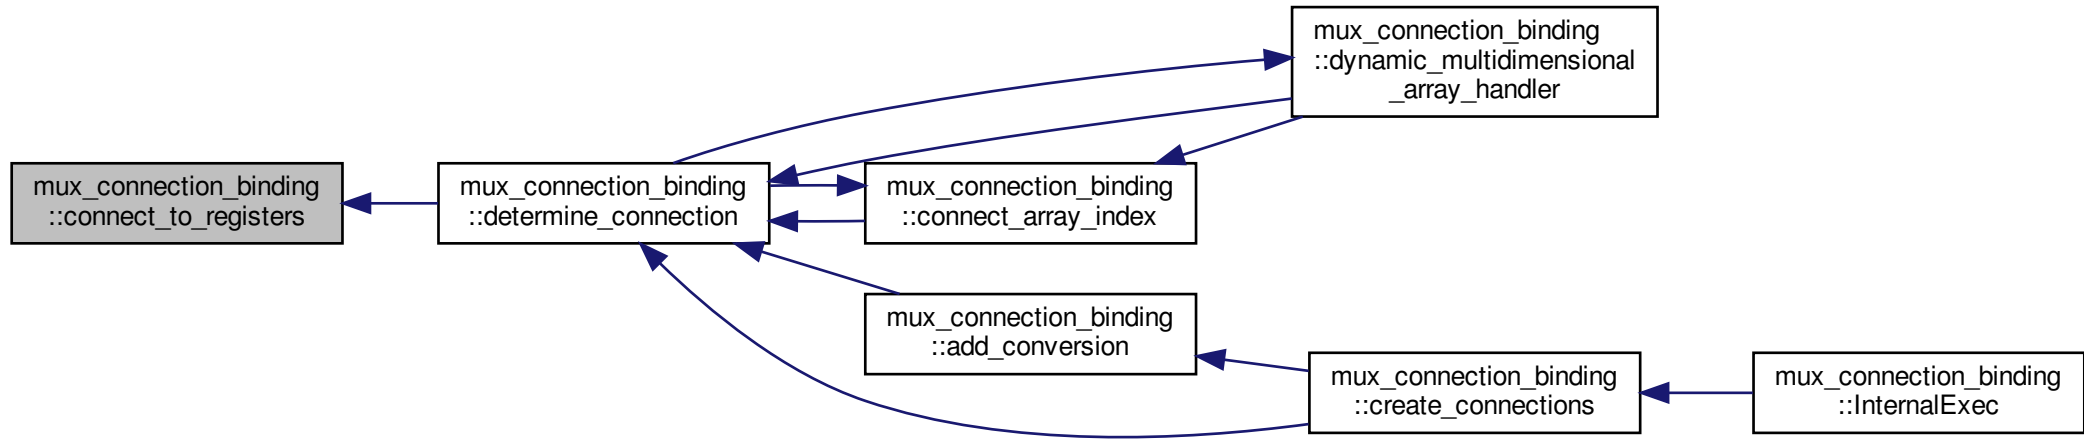 mux_connection_binding
::connect_to_registers
mux_connection_binding
::determine_connection
mux_connection_binding
::dynamic_multidimensional
_array_handler
mux_connection_binding
::connect_array_index
mux_connection_binding
::add_conversion
mux_connection_binding
::create_connections
mux_connection_binding
::InternalExec